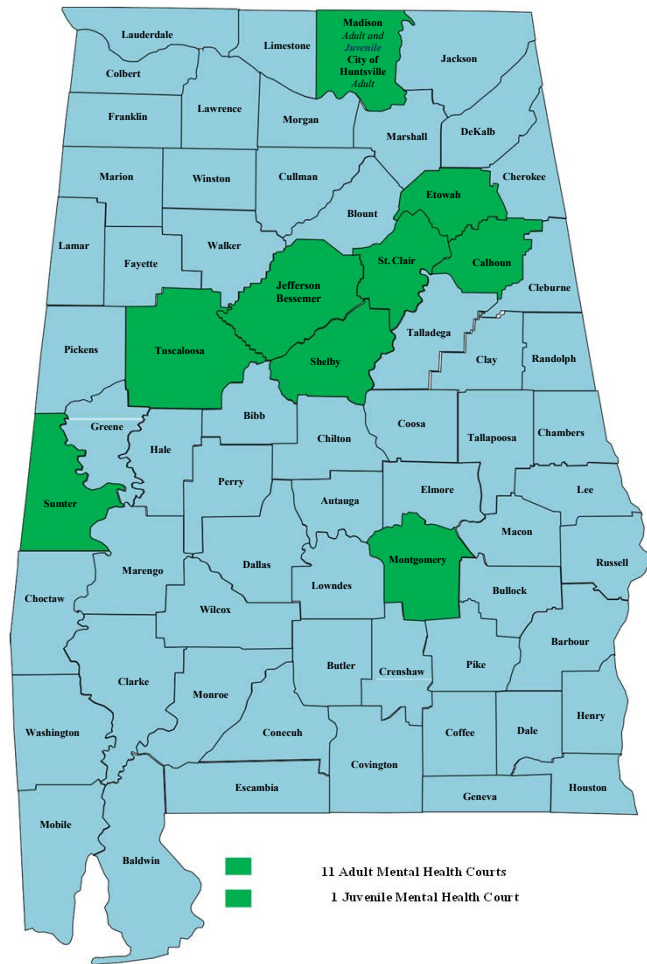 Madison
Adult and
Juvenile
City of
Huntsville
Adult
Lauderdale
Limestone
Jackson
Colbert
Lawrence
Franklin
Morgan
Marshall
DeKalb
Marion
Winston
Cullman
Cherokee
Etowah
Blount
Lamar
Walker
Fayette
St. Clair
Calhoun
Jefferson
Bessemer
Cleburne
Talladega
Pickens
Tuscaloosa
Shelby
Clay
Randolph
Bibb
Greene
Coosa
Hale
Chilton
Tallapoosa
Chambers
Perry
Autauga
Elmore
Lee
Sumter
Macon
Marengo
Dallas
Montgomery
Russell
Lowndes
Bullock
Choctaw
Wilcox
Barbour
Butler
Crenshaw
Pike
Clarke
Monroe
Henry
Washington
Conecuh
Coffee
Dale
Covington
Escambia
Geneva
Houston
Mobile
Baldwin
11 Adult Mental Health Courts
1 Juvenile Mental Health Court